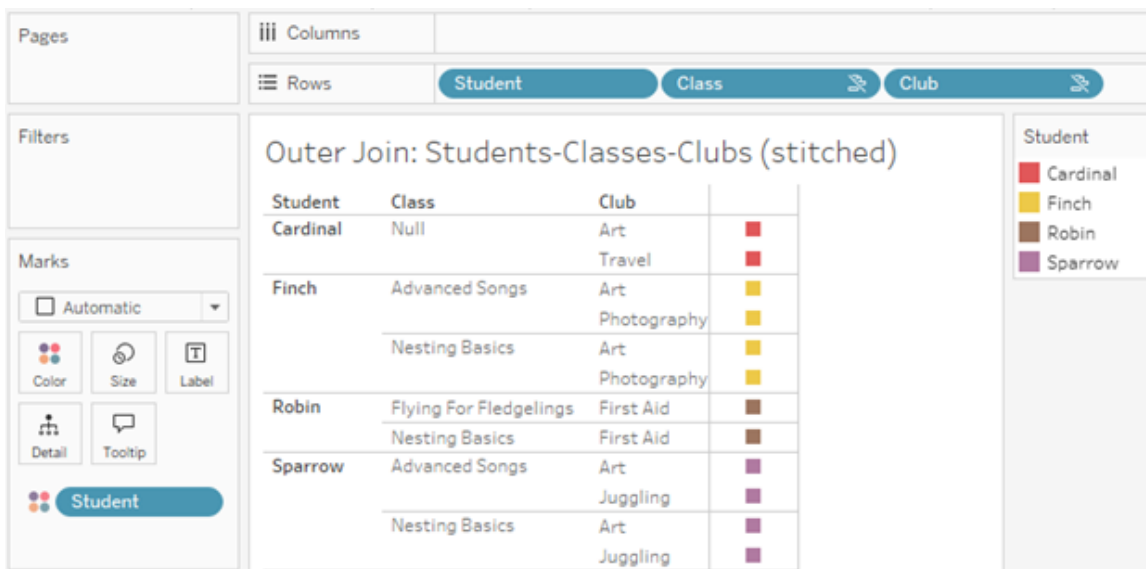 Pages
Columns
Rows
Student
Class
Club
Filters
Marks
Automatic
Color
Size
Label
Detail
Tooltip
Student
Outer Join: Students-Classes-Clubs (stitched)
Student Class Club
Cardinal Null Art
Travel
Finch Advanced Songs Art
Photography
Nesting Basics Art
Photography
Robin Flying For Fledgelings First Aid
Nesting Basics First Aid
Sparrow Advanced Songs Art
Juggling
Nesting Basics Art
Juggling
Student
Cardinal
Finch
Robin
Sparrow